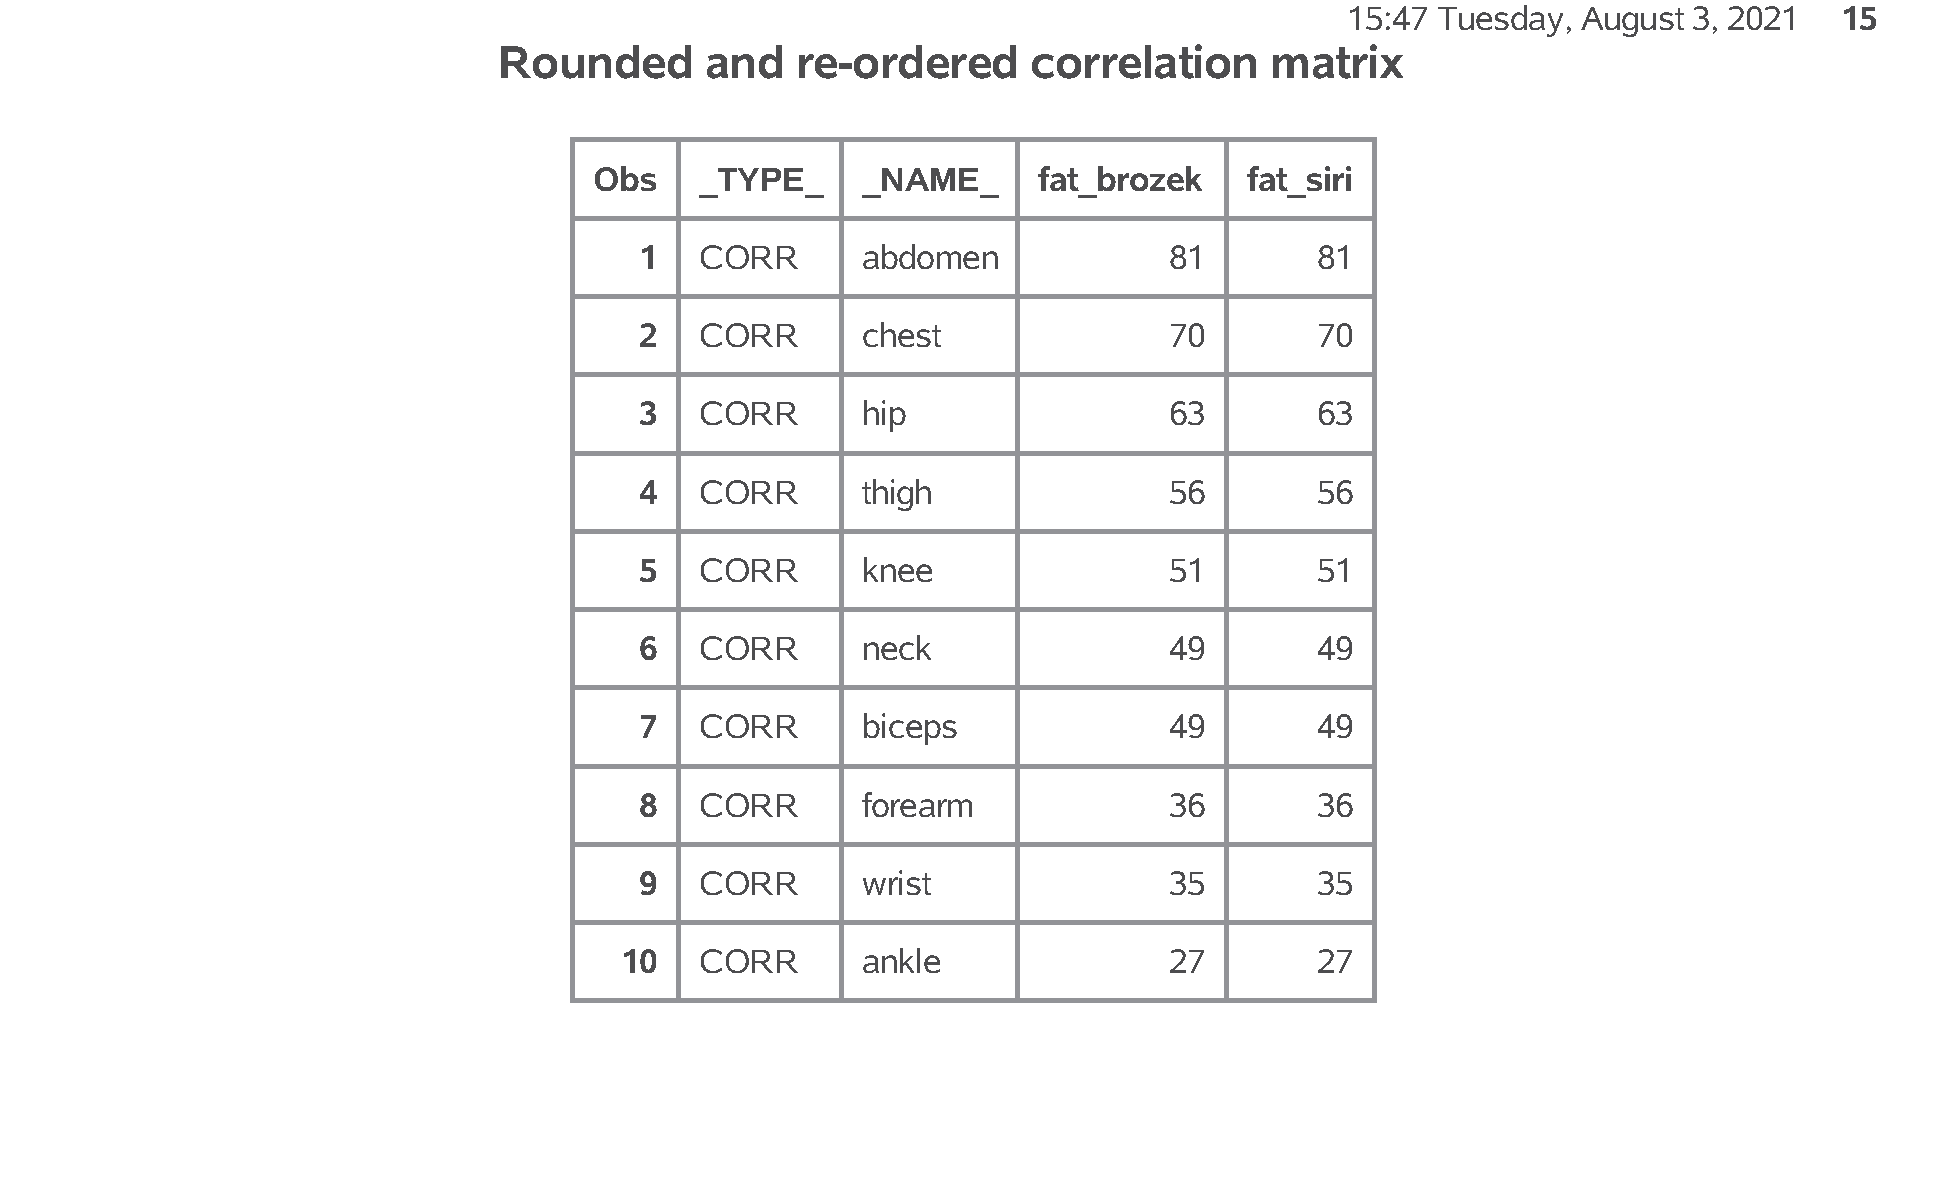 15:47 Tuesday, August 3, 2021 15
Rounded and re-ordered correlation matrix
Obs _TYPE_ _NAME_ fat_brozek fat_siri
1 CORR abdomen 81 81
2 CORR chest 70 70
3 CORR hip 63 63
4 CORR thigh 56 56
5 CORR knee 51 51
6 CORR neck 49 49
7 CORR biceps 49 49
8 CORR forearm 36 36
9 CORR wrist 35 35
10 CORR ankle 27 27